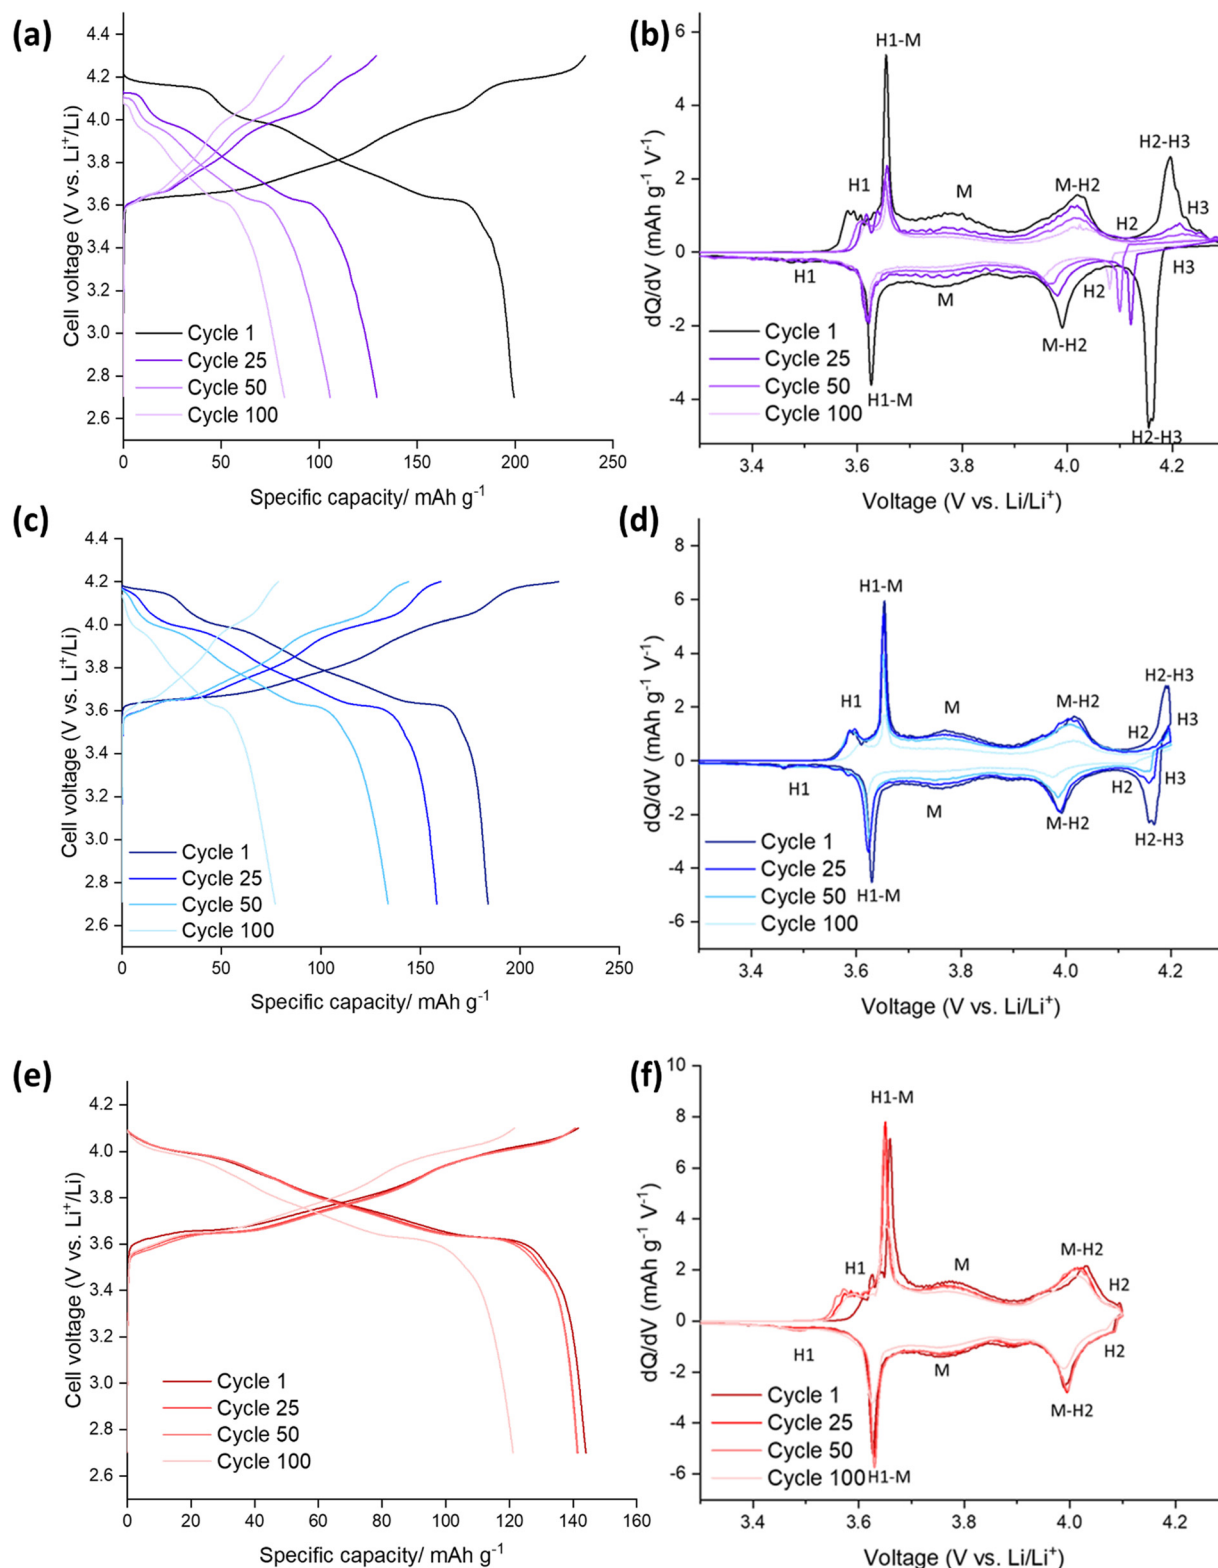 (a)
4.4
4.2
4.0
3.8
3.6
3.3
3.0
2.8
2.6
Cell voltage (V vs. Li⁺/Li)
Cycle 1
Cycle 25
Cycle 50
Cycle 100
0 50 100 150 200 250
Specific capacity/ mAh g⁻¹
(b)
6
4
2
0
-2
-4
dQ/dV (mAh g⁻¹ V⁻¹)
H1-M
H2-H3
H1
M
M-H2
H2
H3
H1
M
H2
H3
M-H2
H1-M
H2-H3
Cycle 1
Cycle 25
Cycle 50
Cycle 100
3.4 3.6 3.8 4.0 4.2
Voltage (V vs. Li/Li⁺)
(c)
4.4
4.2
4.0
3.8
3.6
3.4
3.2
3.0
2.8
2.6
Cell voltage (V vs. Li⁺/Li)
Cycle 1
Cycle 25
Cycle 50
Cycle 100
0 50 100 150 200 250
Specific capacity/ mAh g⁻¹
(d)
8
6
4
2
0
-2
-4
-6
dQ/dV (mAh g⁻¹ V⁻¹)
H1-M
H2-H3
H1
M
M-H2
H2
H3
H1
M
H2
H3
M-H2
H2-H3
H1-M
Cycle 1
Cycle 25
Cycle 50
Cycle 100
3.4 3.6 3.8 4.0 4.2
Voltage (V vs. Li/Li⁺)
(e)
4.2
4.0
3.8
3.6
3.4
3.2
3.0
2.8
2.6
Cell voltage (V vs. Li⁺/Li)
Cycle 1
Cycle 25
Cycle 50
Cycle 100
0 20 40 60 80 100 120 140 160
Specific capacity/ mAh g⁻¹
(f)
10
8
6
4
2
0
-2
-4
-6
dQ/dV (mAh g⁻¹ V⁻¹)
H1-M
H1
M
M-H2
H2
H1
M
H2
M-H2
H1-M
Cycle 1
Cycle 25
Cycle 50
Cycle 100
3.4 3.6 3.8 4.0 4.2
Voltage (V vs. Li/Li⁺)